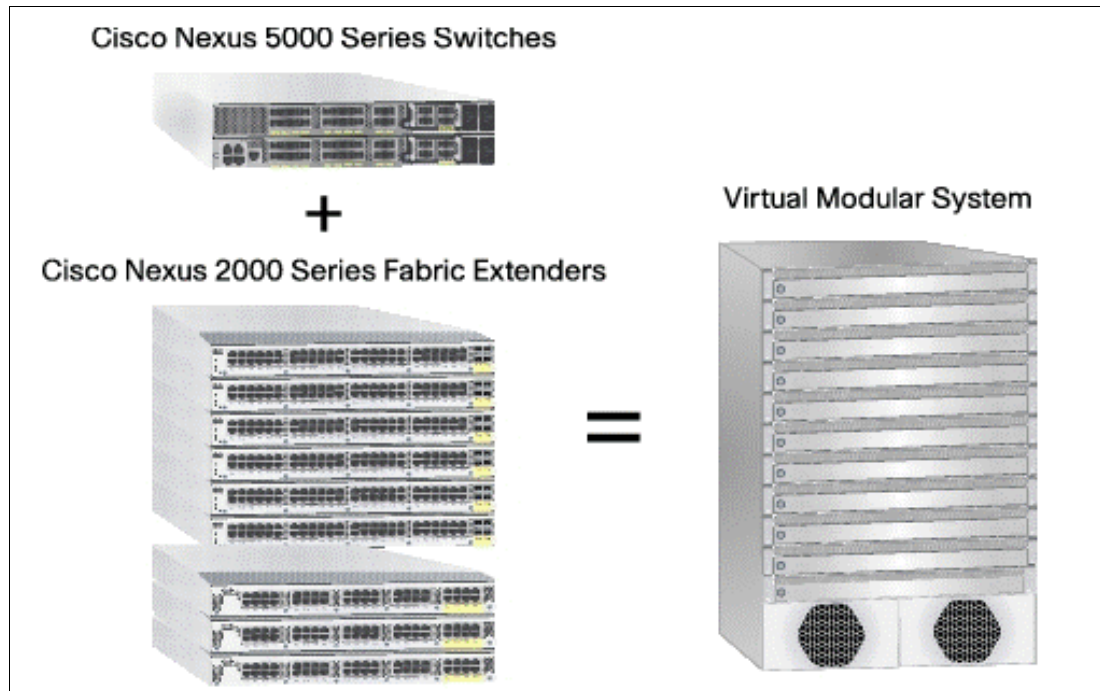 Cisco Nexus 5000 Series Switches
+
Cisco Nexus 2000 Series Fabric Extenders
=
Virtual Modular System